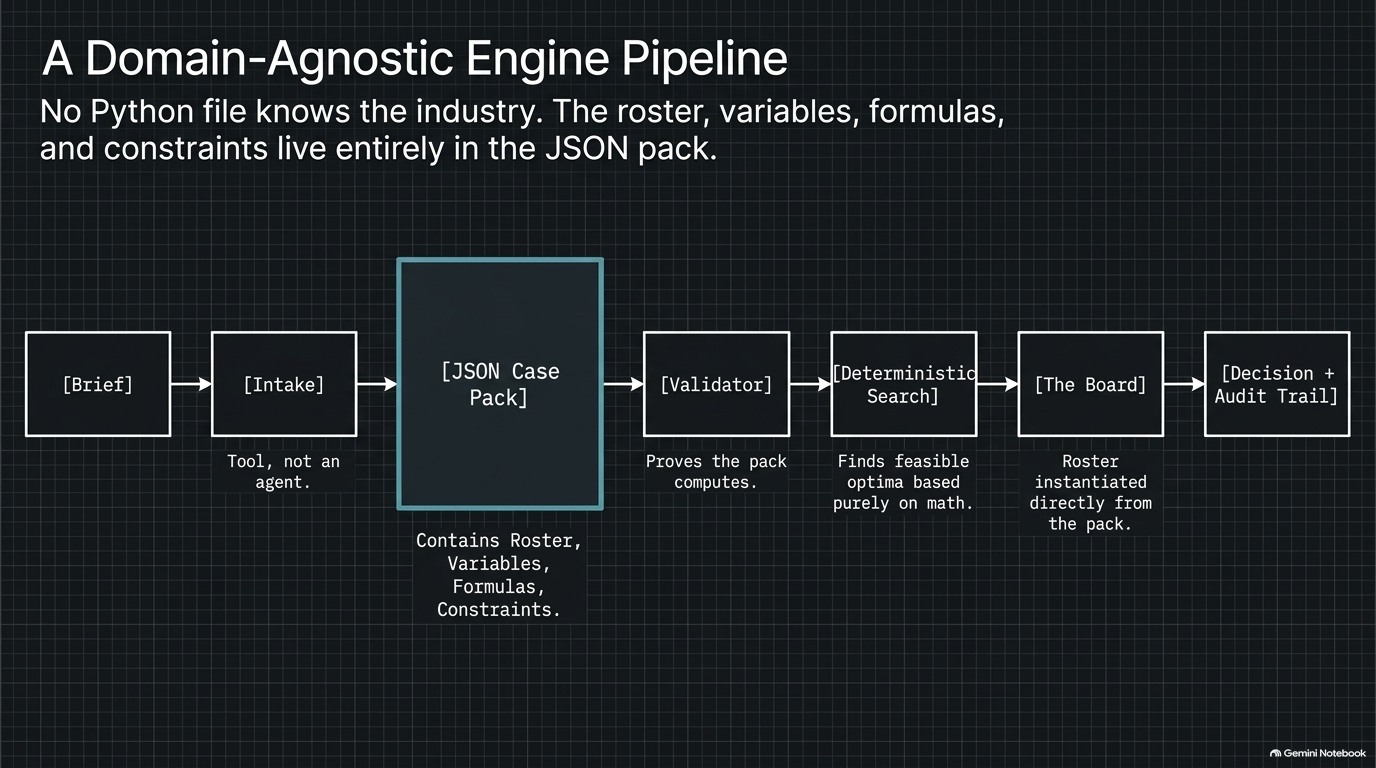 A Domain-Agnostic Engine Pipeline
No Python file knows the industry. The roster, variables, formulas,
and constraints live entirely in the JSON pack.
[Brief]
[Intake]
Tool, not an
agent.
[JSON Case
Pack]
Contains Roster,
Variables,
Formulas,
Constraints.
[Validator]
Proves the pack
computes.
[Deterministic
Search]
Finds feasible
optima based
purely on math.
[The Board]
Roster
instantiated
directly from
the pack.
[Decision +
Audit Trail]
Gemini Notebook